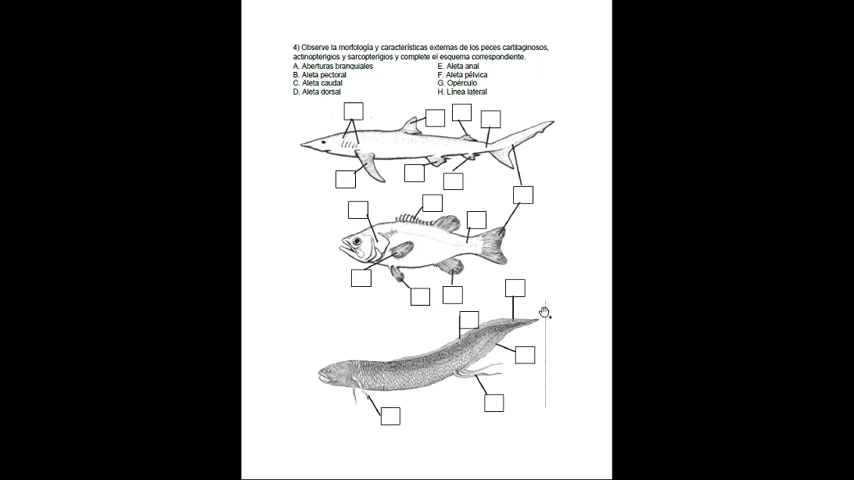 4) Observe la morfología y características externas de los peces cartilaginosos,
actinopterigios y sarcopterigios y complete el esquema correspondiente.
A. Aberturas branquiales
B. Aleta pectoral
C. Aleta caudal
D. Aleta dorsal
E. Aleta anal
F. Aleta pélvica
G. Opérculo
H. Línea lateral